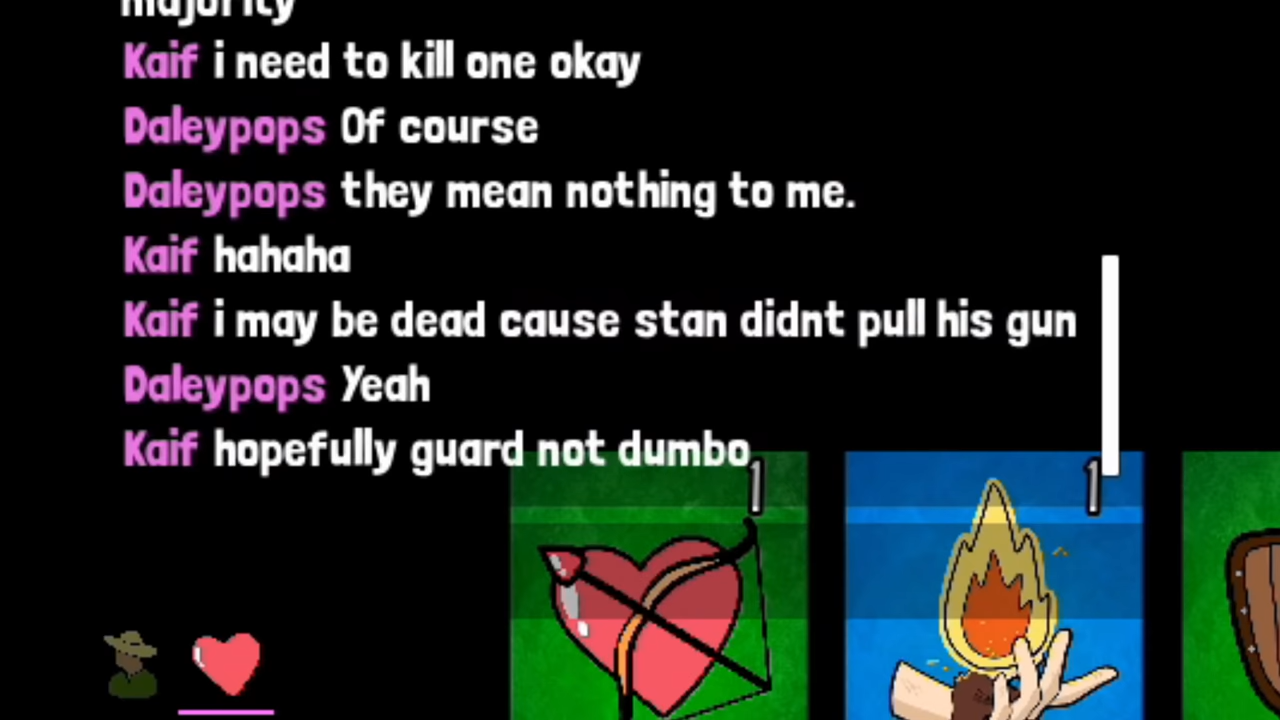 majority
Kaif i need to kill one okay
Daleypops Of course
Daleypops they mean nothing to me.
Kaif hahaha
Kaif i may be dead cause stan didnt pull his gun
Daleypops Yeah
Kaif hopefully guard not dumbo
1
1